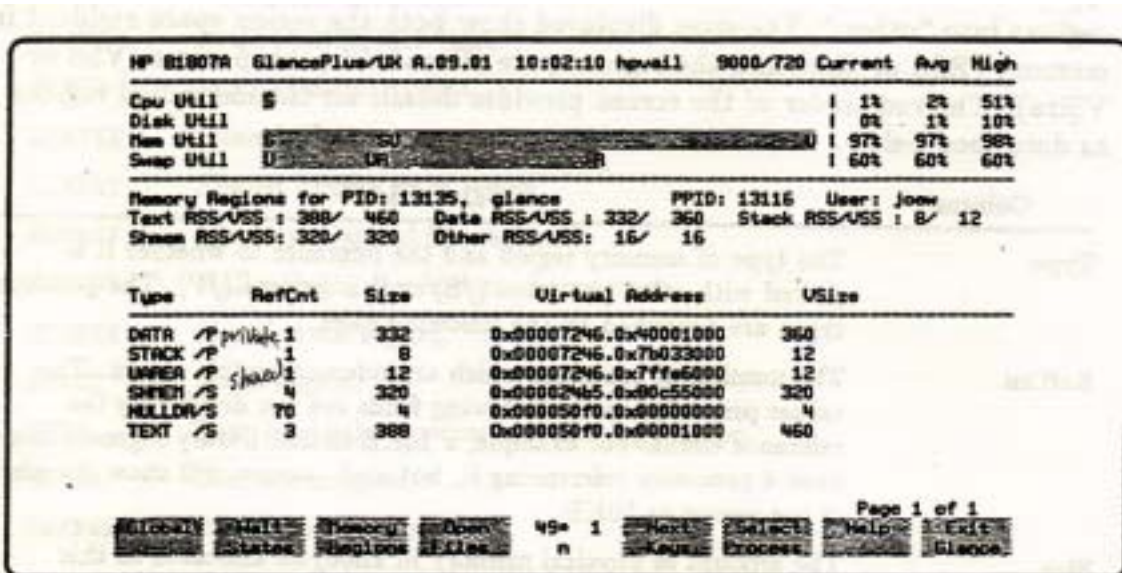 HP B1807A GlancePlus/UX A.09.01 10:02:10 hpvail 9000/720 Current Avg High
Cpu Util S | 1% 2% 51%
Disk Util | 0% 1% 10%
Mem Util S SU U | 97% 97% 98%
Swap Util U UR R | 60% 60% 60%
Memory Regions for PID: 13135, glance PPID: 13116 User: joow
Text RSS/VSS : 388/ 460 Data RSS/VSS : 332/ 360 Stack RSS/VSS : 8/ 12
Shmem RSS/VSS: 320/ 320 Other RSS/VSS: 16/ 16
Type RefCnt Size Virtual Address VSize
DATA /P private 1 332 0x00007246.0x40001000 360
STACK /P 1 8 0x00007246.0x7b033000 12
UAREA /P shared 1 12 0x00007246.0x7ffe6000 12
SHMEM /S 4 320 0x000024b5.0x80c55000 320
NULLDR/S 70 4 0x000050f0.0x00000000 4
TEXT /S 3 388 0x000050f0.0x00001000 460
Page 1 of 1
Global Wait Memory Open 49* 1 Next Select Help Exit
States Regions Files n Keys Process Glance